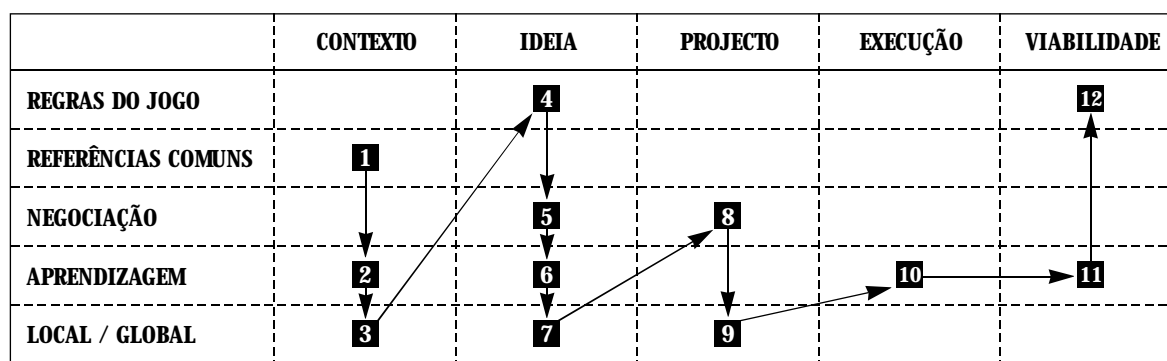 CONTEXTO IDEIA PROJECTO EXECUÇÃO VIABILIDADE
REGRAS DO JOGO 4 12
REFERÊNCIAS COMUNS 1
NEGOCIAÇÃO 5 8
APRENDIZAGEM 2 6 10 11
LOCAL / GLOBAL 3 7 9